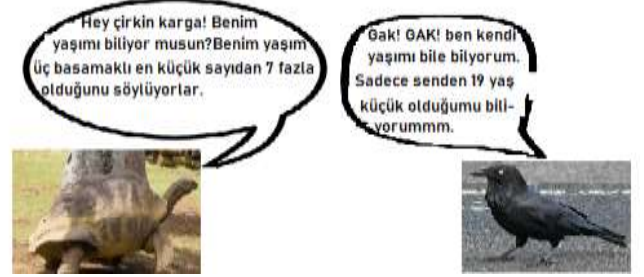 Hey çirkin karga! Benim
yaşımı biliyor musun?Benim yaşım
üç basamaklı en küçük sayıdan 7 fazla
olduğunu söylüyorlar.
Gak! GAK! ben kendi
yaşımı bile bilyorum.
Sadece senden 19 yaş
küçük olduğumu bili-
yorummm.